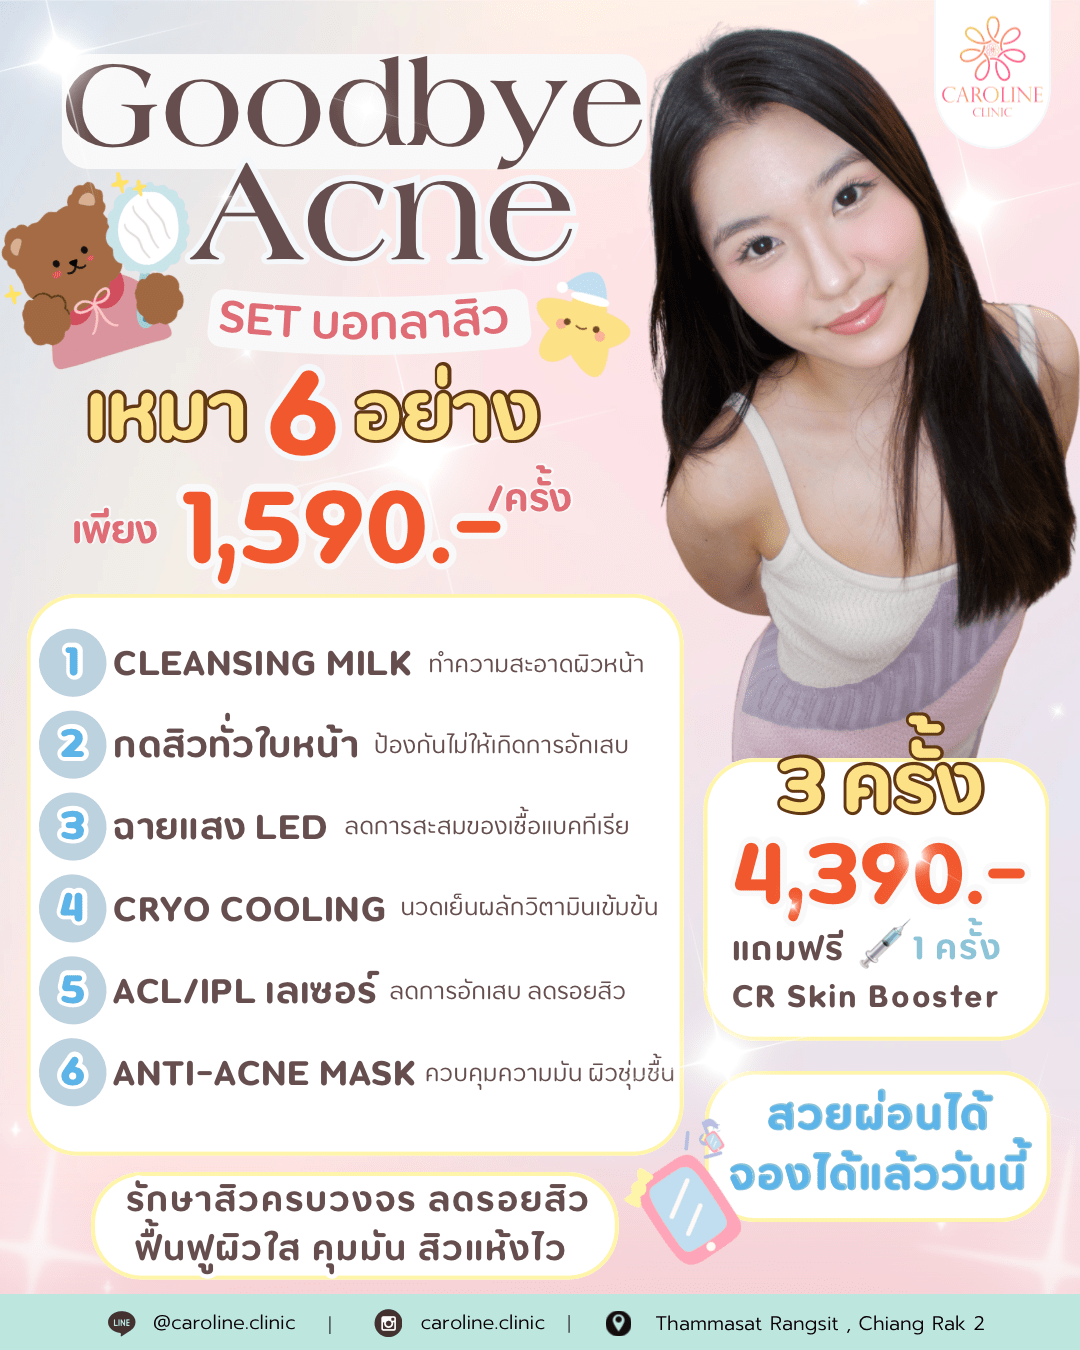 Goodbye
Acne
CAROLINE
CLINIC
SET บอกลาสิว
เหมา 6 อย่าง
เพียง 1,590.-/ครั้ง
1 CLEANSING MILK ทำความสะอาดผิวหน้า
2 กดสิวทั่วใบหน้า ป้องกันไม่ให้เกิดการอักเสบ
3 ฉายแสง LED ลดการสะสมของเชื้อแบคทีเรีย
4 CRYO COOLING นวดเย็นผลักวิตามินเข้มข้น
5 ACL/IPL เลเซอร์ ลดการอักเสบ ลดรอยสิว
6 ANTI-ACNE MASK ควบคุมความมัน ผิวชุ่มชื้น
3 ครั้ง
4,390.-
แถมฟรี 1 ครั้ง
CR Skin Booster
สวยผ่อนได้
จองได้แล้ววันนี้
รักษาสิวครบวงจร ลดรอยสิว
ฟื้นฟูผิวใส คุมมัน สิวแห้งไว
LINE @caroline.clinic | caroline.clinic | Thammasat Rangsit , Chiang Rak 2